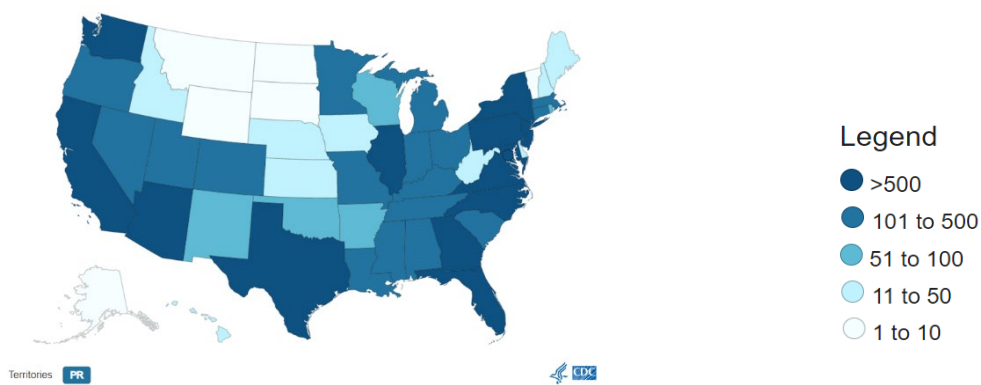 Legend
>500
101 to 500
51 to 100
11 to 50
1 to 10
Territories PR
CDC